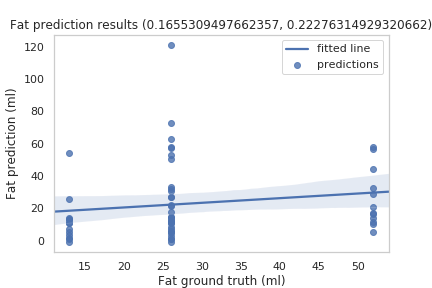 Fat prediction results (0.1655309497662357, 0.22276314929320662)
120
100
80
60
40
20
0
Fat prediction (ml)
fitted line
predictions
15 20 25 30 35 40 45 50
Fat ground truth (ml)